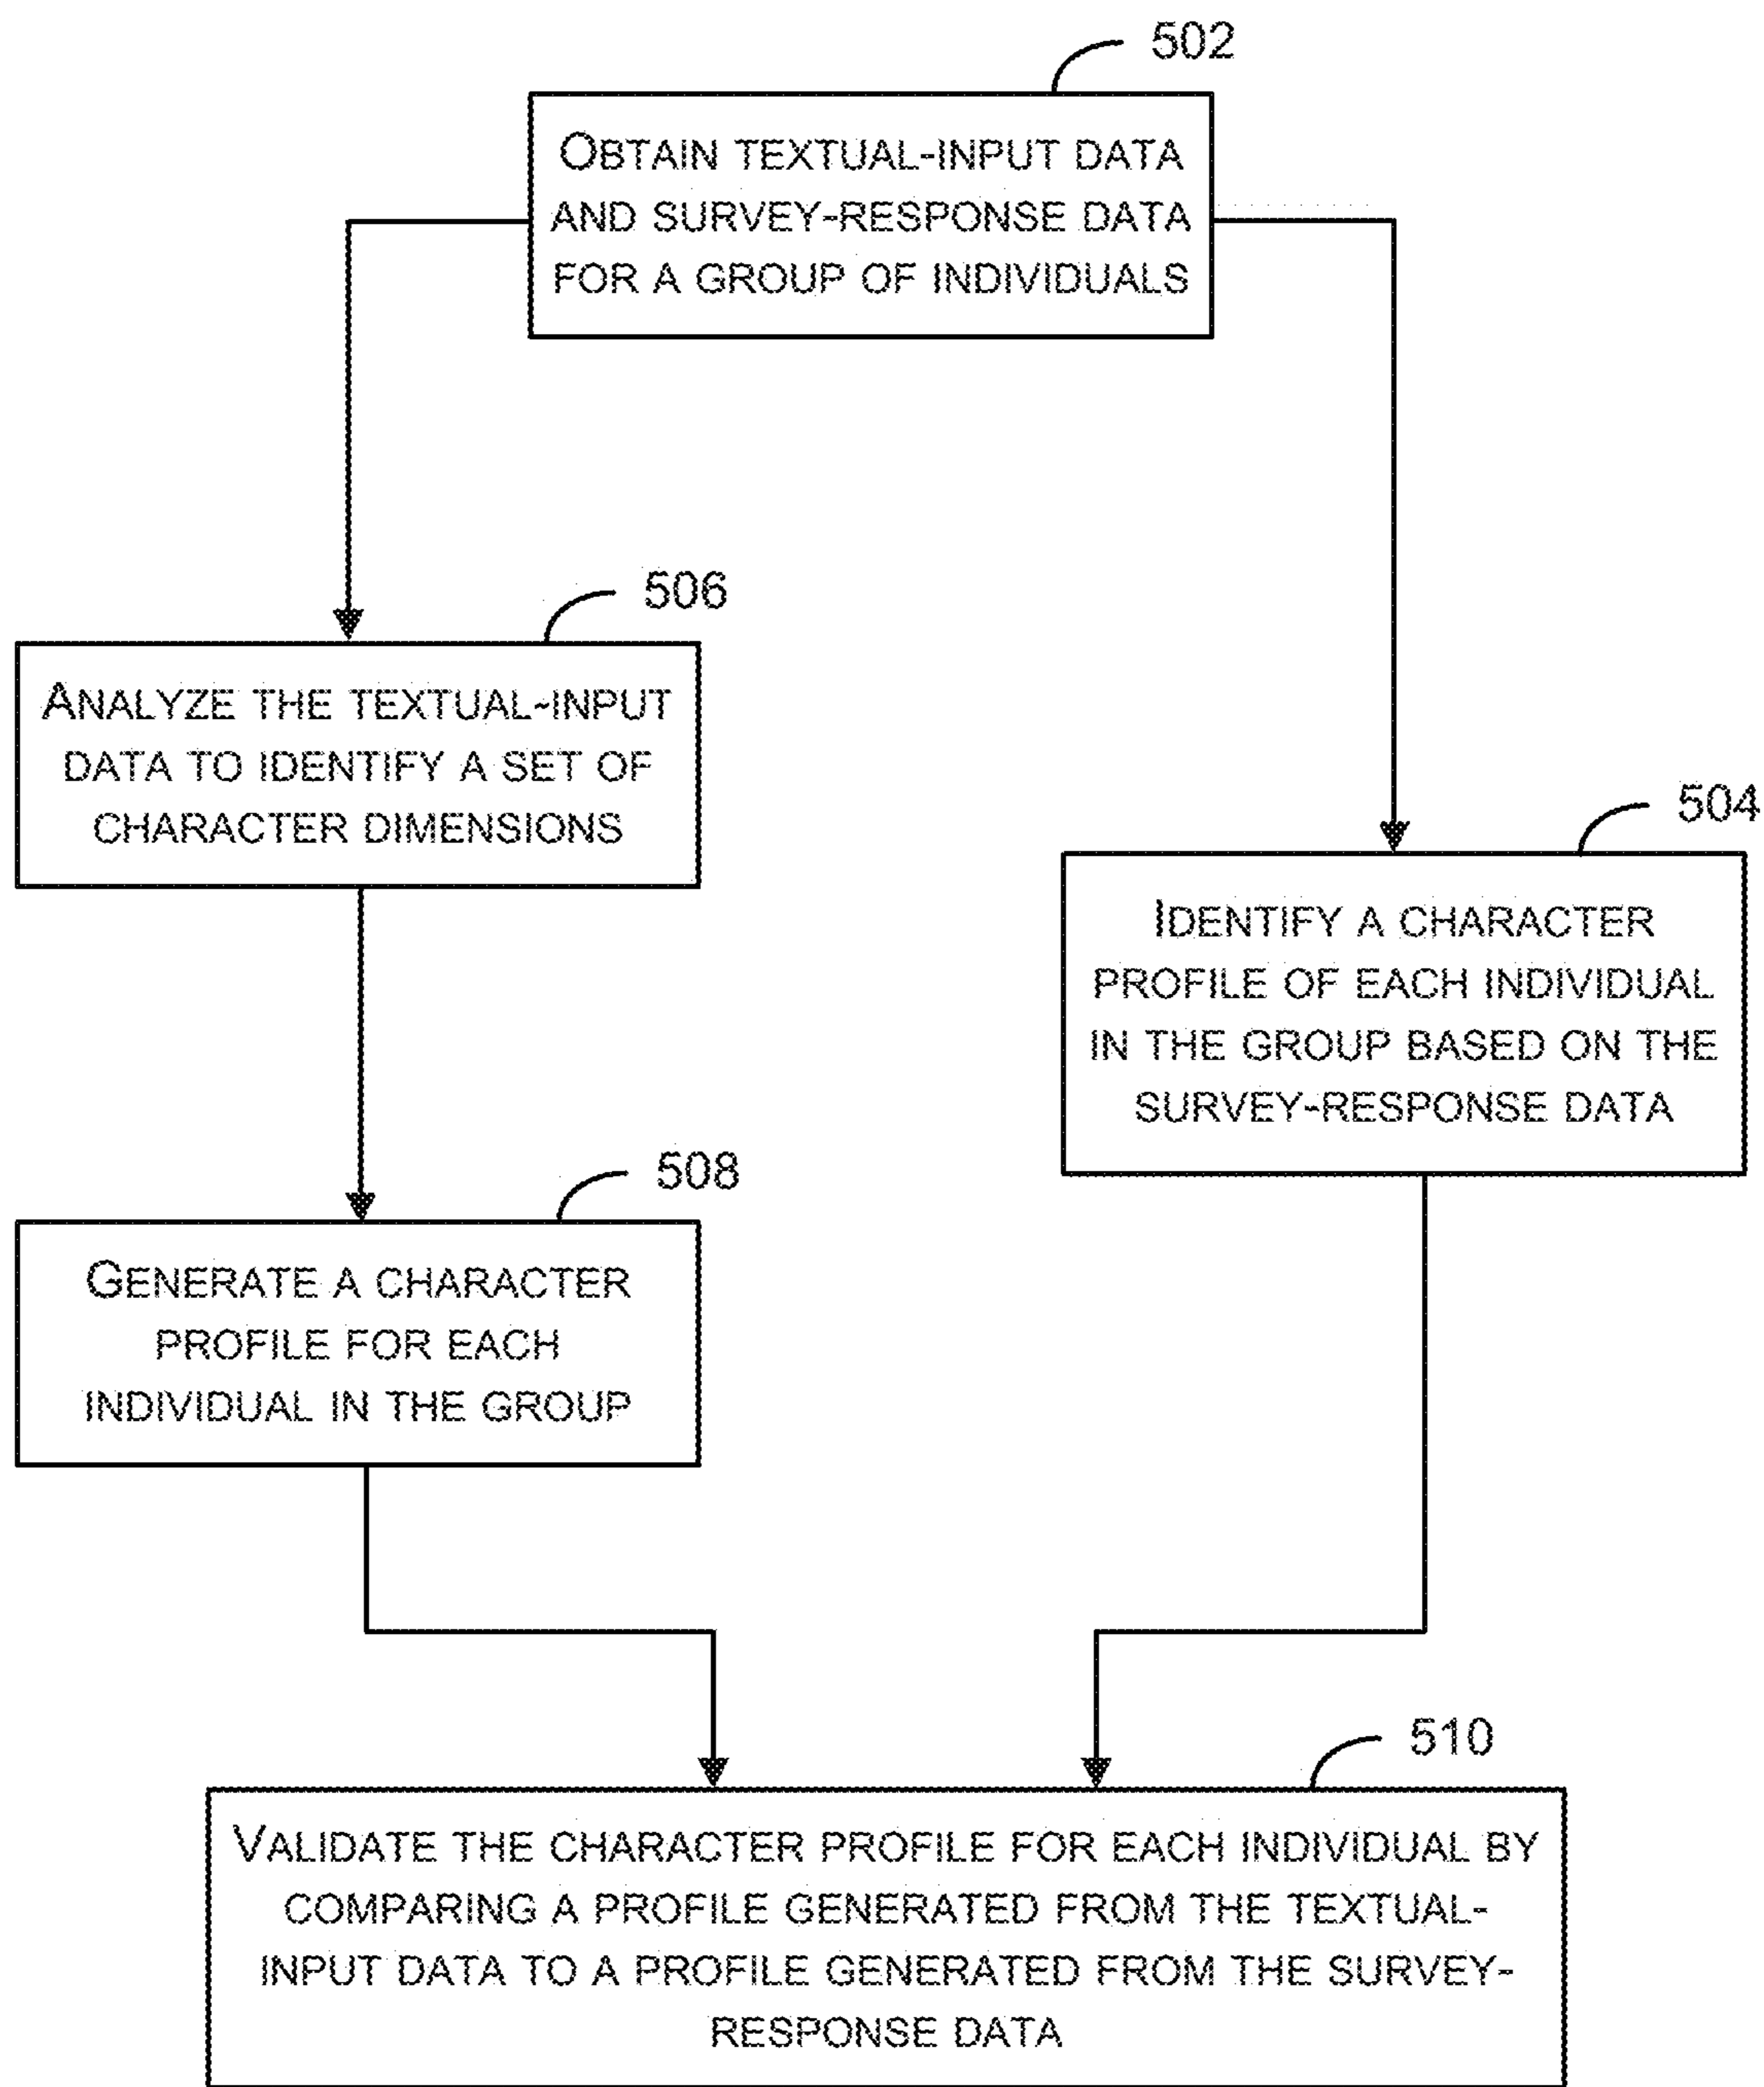 502
OBTAIN TEXTUAL-INPUT DATA
AND SURVEY-RESPONSE DATA
FOR A GROUP OF INDIVIDUALS
506
ANALYZE THE TEXTUAL-INPUT
DATA TO IDENTIFY A SET OF
CHARACTER DIMENSIONS
504
IDENTIFY A CHARACTER
PROFILE OF EACH INDIVIDUAL
IN THE GROUP BASED ON THE
SURVEY-RESPONSE DATA
508
GENERATE A CHARACTER
PROFILE FOR EACH
INDIVIDUAL IN THE GROUP
510
VALIDATE THE CHARACTER PROFILE FOR EACH INDIVIDUAL BY
COMPARING A PROFILE GENERATED FROM THE TEXTUAL-
INPUT DATA TO A PROFILE GENERATED FROM THE SURVEY-
RESPONSE DATA